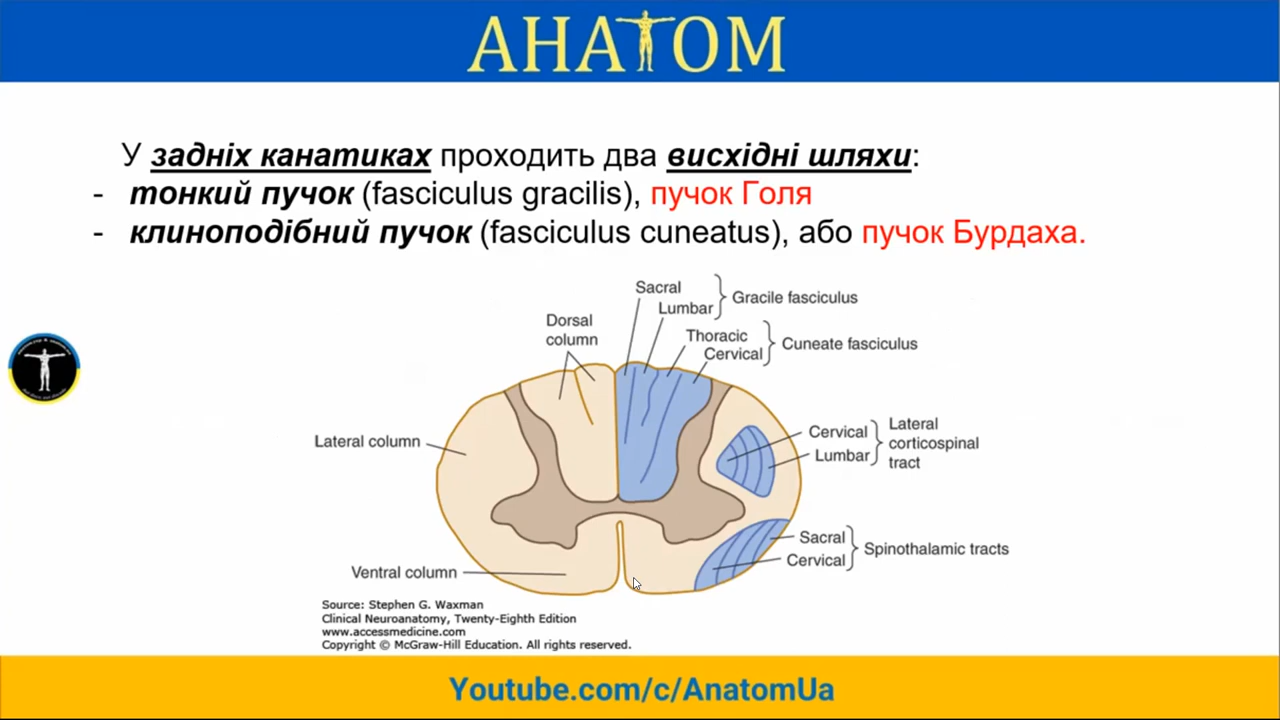 АНАТОМ
У задніх канатиках проходить два висхідні шляхи:
- тонкий пучок (fasciculus gracilis), пучок Голя
- клиноподібний пучок (fasciculus cuneatus), або пучок Бурдаха.
Sacral
Lumbar
Gracile fasciculus
Dorsal
column
Thoracic
Cervical
Cuneate fasciculus
Lateral column
Cervical
Lumbar
Lateral
corticospinal
tract
Sacral
Cervical
Spinothalamic tracts
Ventral column
Source: Stephen G. Waxman
Clinical Neuroanatomy, Twenty-Eighth Edition
www.accessmedicine.com
Copyright © McGraw-Hill Education. All rights reserved.
Youtube.com/c/AnatomUa